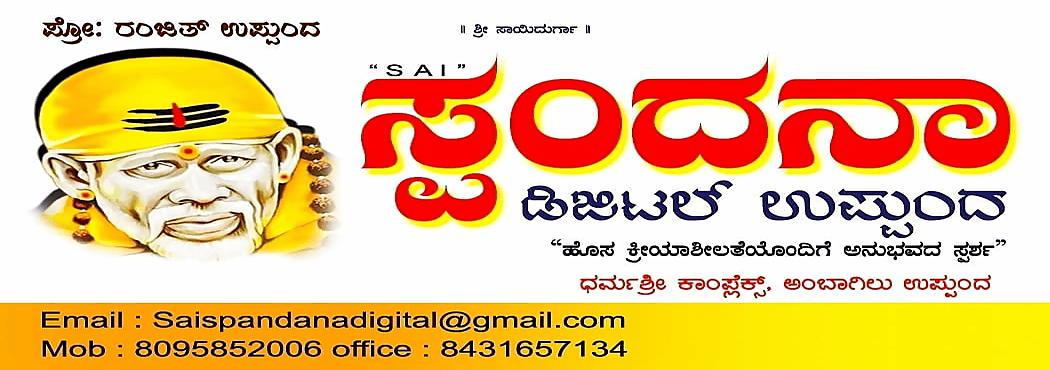 ಪ್ರೋ: ರಂಜಿತ್ ಉಪ್ಪುಂದ
॥ ಶ್ರೀ ಸಾಯಿದುರ್ಗಾ ॥
“SAI”
ಸ್ಪಂದನಾ
ಡಿಜಿಟಲ್ ಉಪ್ಪುಂದ
“ಹೊಸ ಕ್ರೀಯಾಶೀಲತೆಯೊಂದಿಗೆ ಅನುಭವದ ಸ್ಪರ್ಶ”
ಧರ್ಮಶ್ರೀ ಕಾಂಪ್ಲೆಕ್ಸ್, ಅಂಬಾಗಿಲು ಉಪ್ಪುಂದ
Email : Saispandanadigital@gmail.com
Mob : 8095852006 office : 8431657134